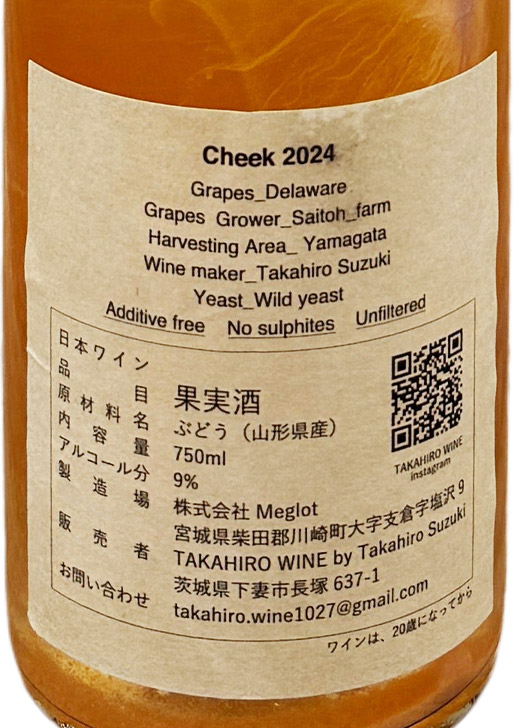 Cheek 2024
Grapes_Delaware
Grapes Grower_Saitoh_farm
Harvesting Area_ Yamagata
Wine maker_Takahiro Suzuki
Yeast_Wild yeast
Additive free No sulphites Unfiltered
日本ワイン
品目 果実酒
原材料名 ぶどう（山形県産）
内容量 750ml
アルコール分 9%
製造場 株式会社 Meglot
宮城県柴田郡川崎町大字支倉字塩沢 9
販売者 TAKAHIRO WINE by Takahiro Suzuki
茨城県下妻市長塚 637-1
お問い合わせ takahiro.wine1027@gmail.com
TAKAHIRO WINE
instagram
ワインは、20歳になってから